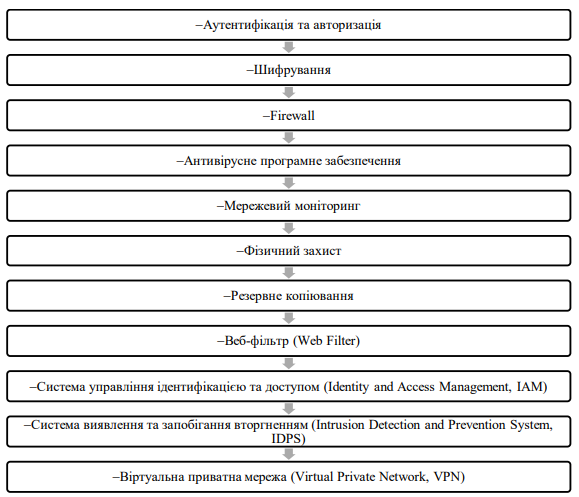 –Аутентифікація та авторизація
–Шифрування
–Firewall
–Антивірусне програмне забезпечення
–Мережевий моніторинг
–Фізичний захист
–Резервне копіювання
–Веб-фільтр (Web Filter)
–Система управління ідентифікацією та доступом (Identity and Access Management, IAM)
–Система виявлення та запобігання вторгненням (Intrusion Detection and Prevention System,
IDPS)
–Віртуальна приватна мережа (Virtual Private Network, VPN)